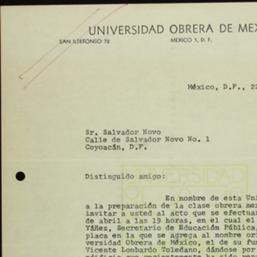 UNIVERSIDAD OBRERA DE ME
SAN ILDEFONSO 72 MEXICO 1, D. F.
México, D.F., 2
Sr. Salvador Novo
Calle de Salvador Novo No. 1
Coyoacán, D.F.
Distinguido amigo:
UNIVERSIDAD
En nombre de esta Uni
a la preparación de la clase obrera me
invitar a usted al acto que se efectuar
de abril a las 19 horas, en el cual el
Yáñez, Secretario de Educación Pública
placa en la que se agrega al nombre or
versidad Obrera de México, el de su fu
Vicente Lombardo Toledano, dándose por